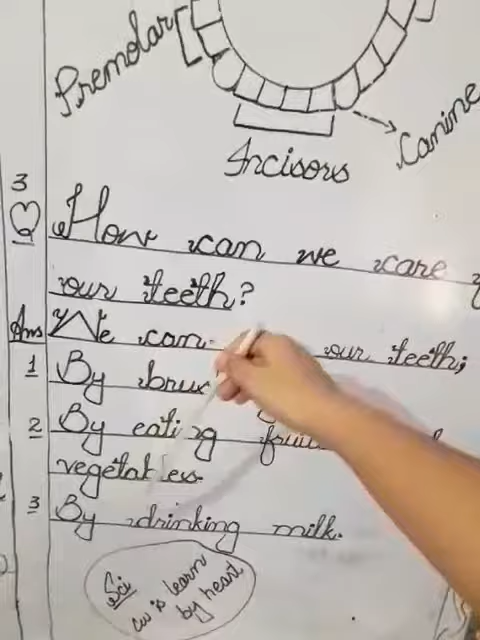 Premolar
Canine
Incisors
3
Q How can we care
our teeth?
Ans We can our teeth;
1 By
2 By eating
vegetables
3 By drinking milk.
Sci
cw is learn
by heart